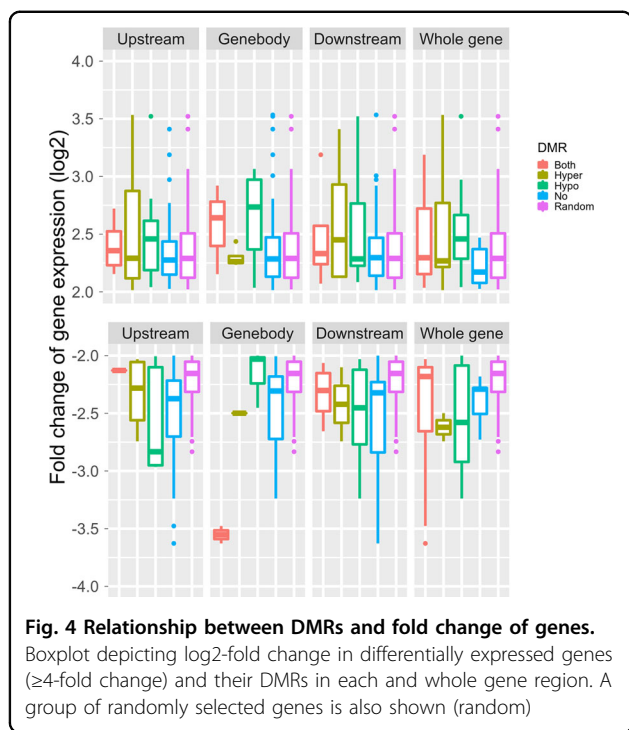 Upstream Genebody Downstream Whole gene
4.0
3.5
3.0
2.5
2.0
DMR
Both
Hyper
Hypo
No
Random
Fold change of gene expression (log2)
Upstream Genebody Downstream Whole gene
-2.0
-2.5
-3.0
-3.5
-4.0
Fig. 4 Relationship between DMRs and fold change of genes.
Boxplot depicting log2-fold change in differentially expressed genes
(≥4-fold change) and their DMRs in each and whole gene region. A
group of randomly selected genes is also shown (random)